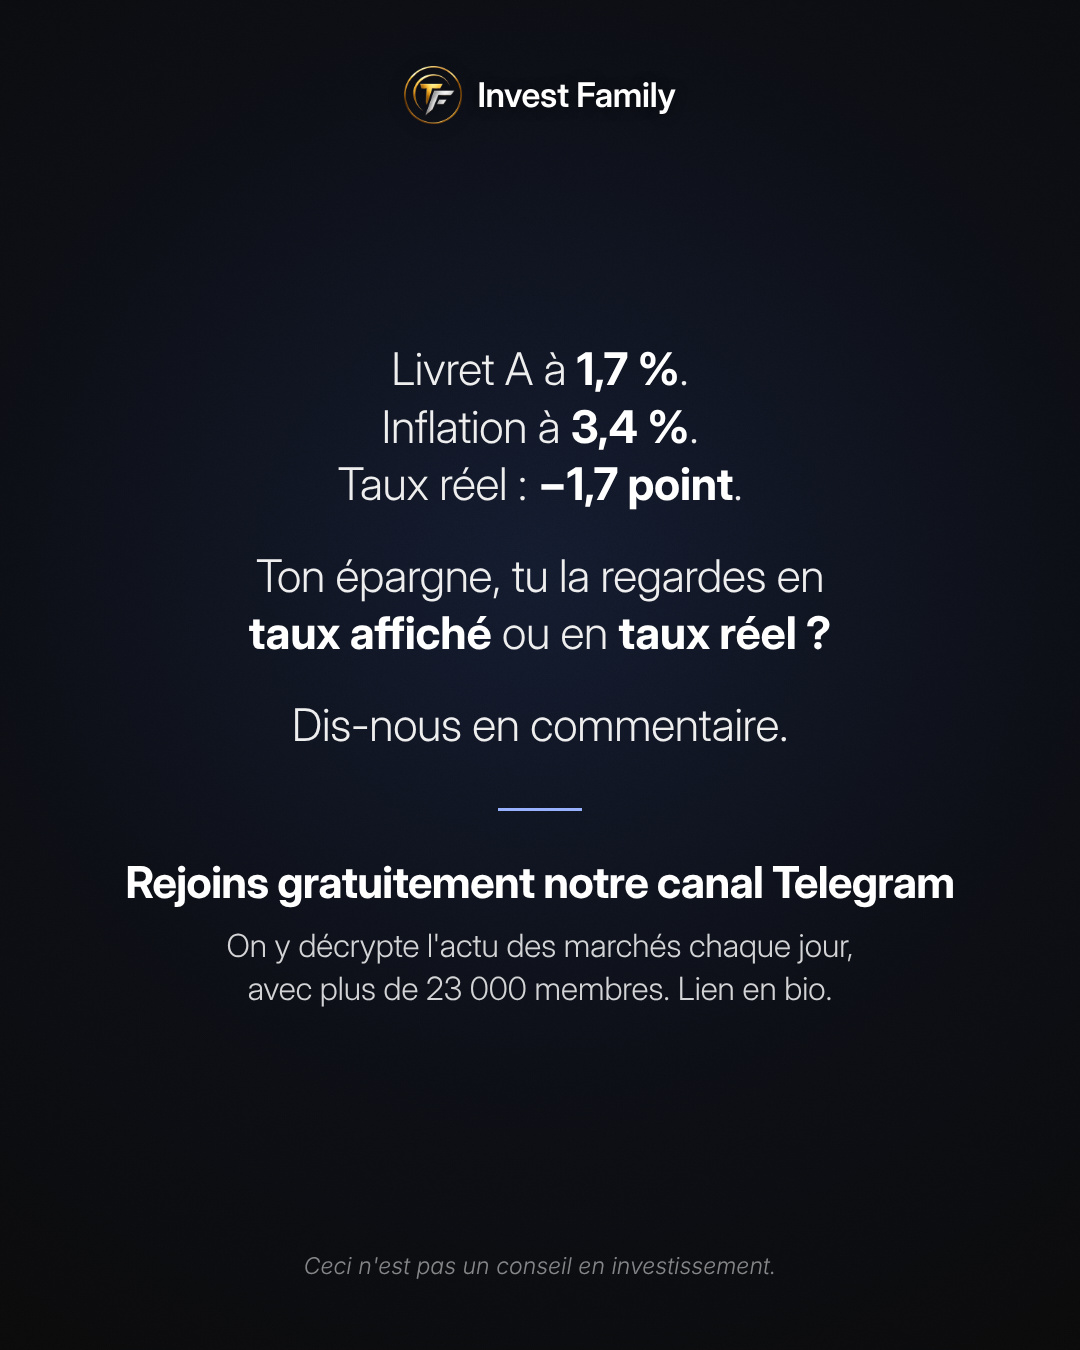 TF Invest Family
Livret A à 1,7 %.
Inflation à 3,4 %.
Taux réel : −1,7 point.
Ton épargne, tu la regardes en
taux affiché ou en taux réel ?
Dis-nous en commentaire.
Rejoins gratuitement notre canal Telegram
On y décrypte l'actu des marchés chaque jour,
avec plus de 23 000 membres. Lien en bio.
Ceci n'est pas un conseil en investissement.